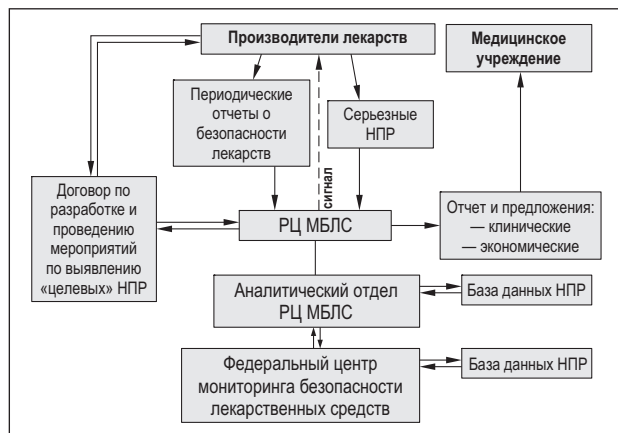 Производители лекарств
Медицинское
учреждение
Периодические
отчеты о
безопасности
лекарств
Серьезные
НПР
сигнал
Договор по
разработке и
проведению
мероприятий
по выявлению
«целевых» НПР
РЦ МБЛС
Отчет и предложения:
— клинические
— экономические
Аналитический отдел
РЦ МБЛС
База данных НПР
Федеральный центр
мониторинга безопасности
лекарственных средств
База данных НПР